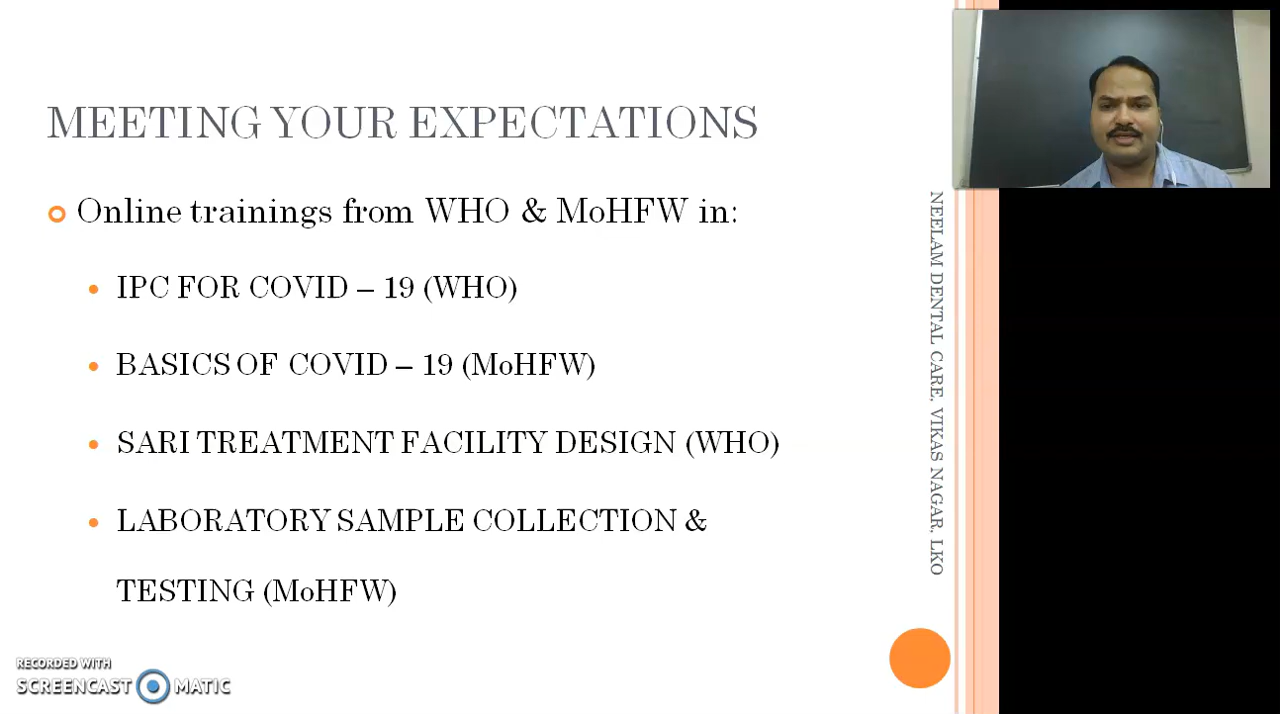 MEETING YOUR EXPECTATIONS
Online trainings from WHO & MoHFW in:
IPC FOR COVID – 19 (WHO)
BASICS OF COVID – 19 (MoHFW)
SARI TREATMENT FACILITY DESIGN (WHO)
LABORATORY SAMPLE COLLECTION &
TESTING (MoHFW)
NEELAM DENTAL CARE, VIKAS NAGAR, LKO
RECORDED WITH
SCREENCAST MATIC